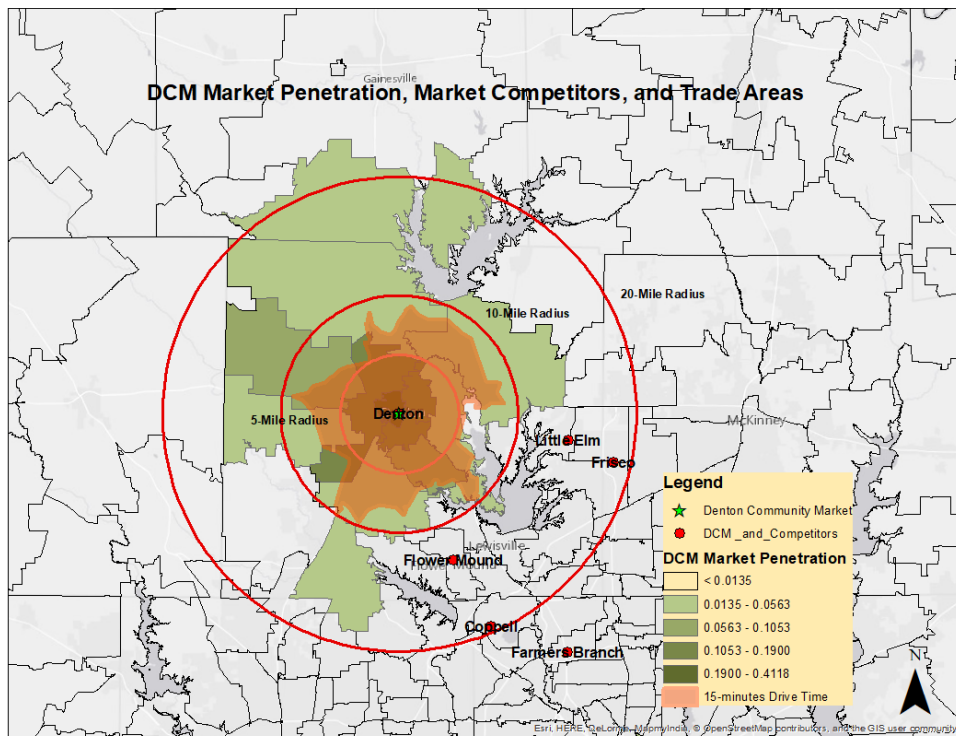 Gainesville
DCM Market Penetration, Market Competitors, and Trade Areas
20-Mile Radius
10-Mile Radius
5-Mile Radius
Denton
McKinney
Little Elm
Frisco
Lewisville
Flower Mound
Flower Mound
Coppell
Farmers Branch
Legend
Denton Community Market
DCM _and_Competitors
DCM Market Penetration
< 0.0135
0.0135 - 0.0563
0.0563 - 0.1053
0.1053 - 0.1900
0.1900 - 0.4118
15-minutes Drive Time
N
Esri, HERE, DeLorme, MapmyIndia, © OpenStreetMap contributors, and the GIS user community